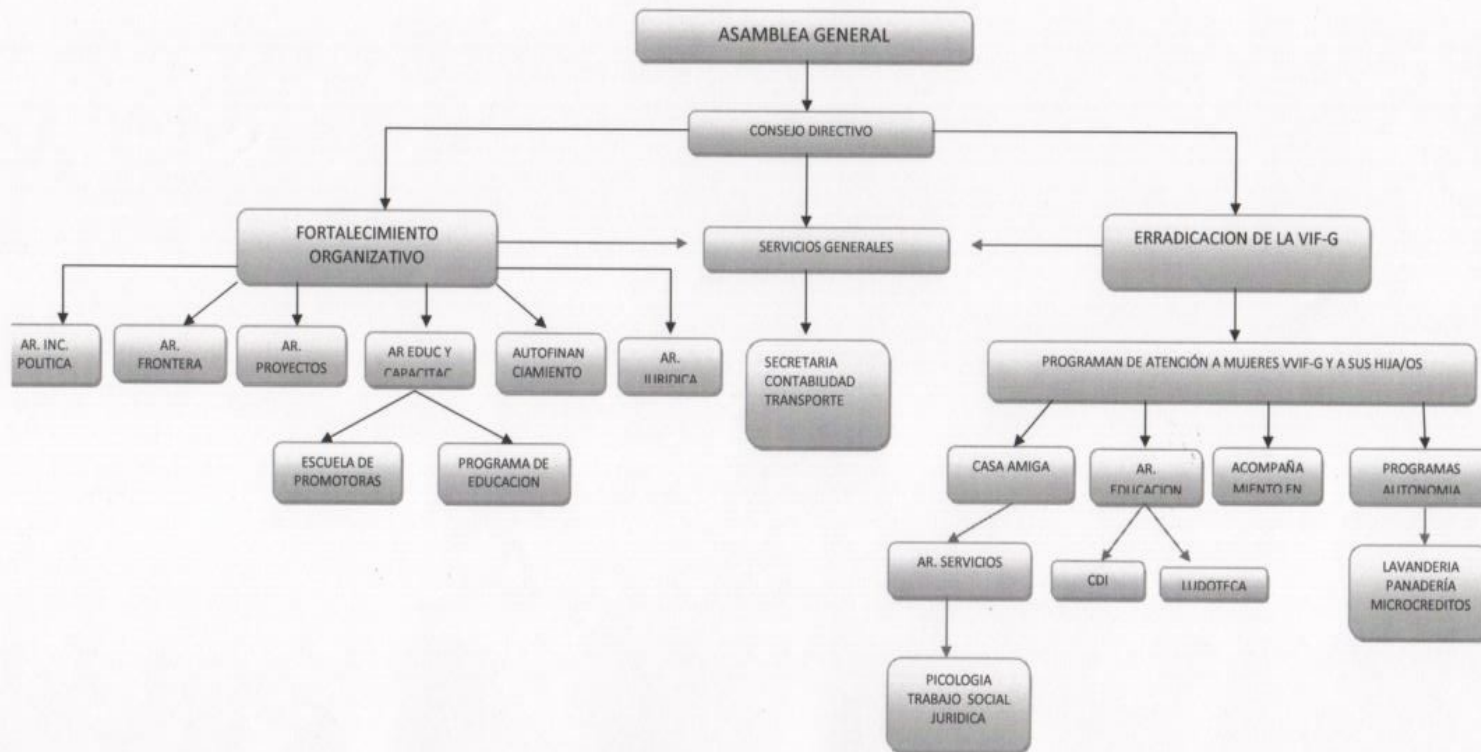 ASAMBLEA GENERAL
CONSEJO DIRECTIVO
FORTALECIMIENTO
ORGANIZATIVO
SERVICIOS GENERALES
ERRADICACION DE LA VIF-G
AR. INC.
POLITICA
AR.
FRONTERA
AR.
PROYECTOS
AR EDUC Y
CAPACITAC
AUTOFINAN
CIAMIENTO
AR.
JURIDICA
SECRETARIA
CONTABILIDAD
TRANSPORTE
PROGRAMAN DE ATENCIÓN A MUJERES VVIF-G Y A SUS HIJA/OS
ESCUELA DE
PROMOTORAS
PROGRAMA DE
EDUCACION
CASA AMIGA
AR.
EDUCACION
ACOMPAÑA
MIENTO EN
PROGRAMAS
AUTONOMIA
AR. SERVICIOS
CDI
LUDOTECA
LAVANDERIA
PANADERÍA
MICROCREDITOS
PICOLOGIA
TRABAJO SOCIAL
JURIDICA